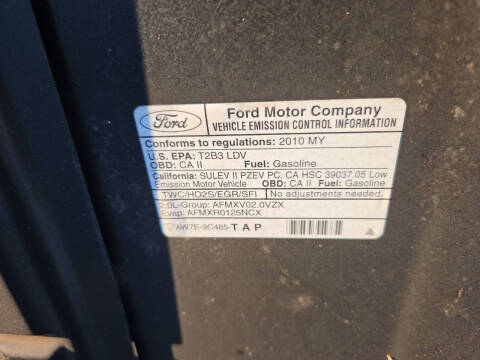 Ford
Ford Motor Company
VEHICLE EMISSION CONTROL INFORMATION
Conforms to regulations: 2010 MY
U.S. EPA: T2B3 LDV
OBD: CA II Fuel: Gasoline
California: SULEV II PZEV PC, CA HSC 39037.05 Low
Emission Motor Vehicle OBD: CA II Fuel: Gasoline
TWC/HO2S/EGR/SFI No adjustments needed.
2.0L-Group: AFMXV02.0VZX
Evap: AFMXR0125NCX
AW7E-9C485-TAP